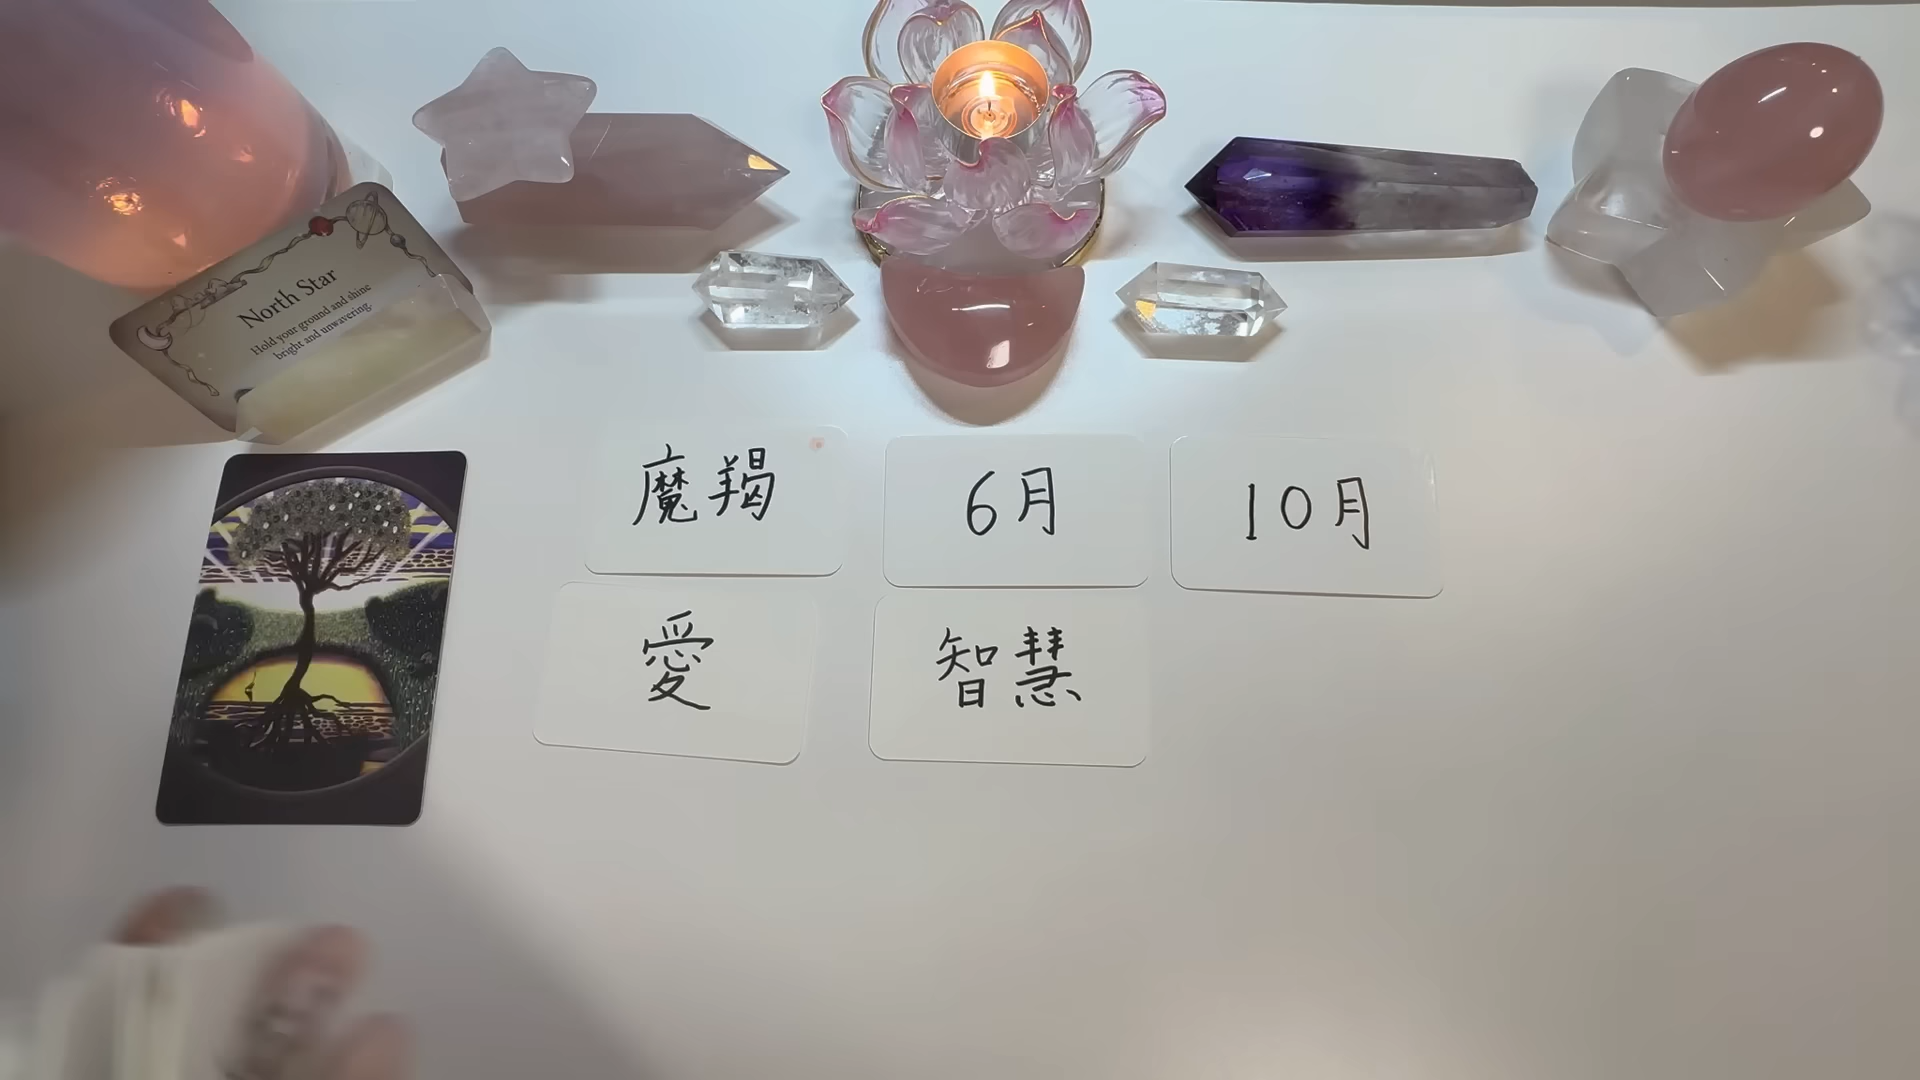 North Star
Hold your ground and shine
bright and unwavering.
魔羯
6月
10月
愛
智慧